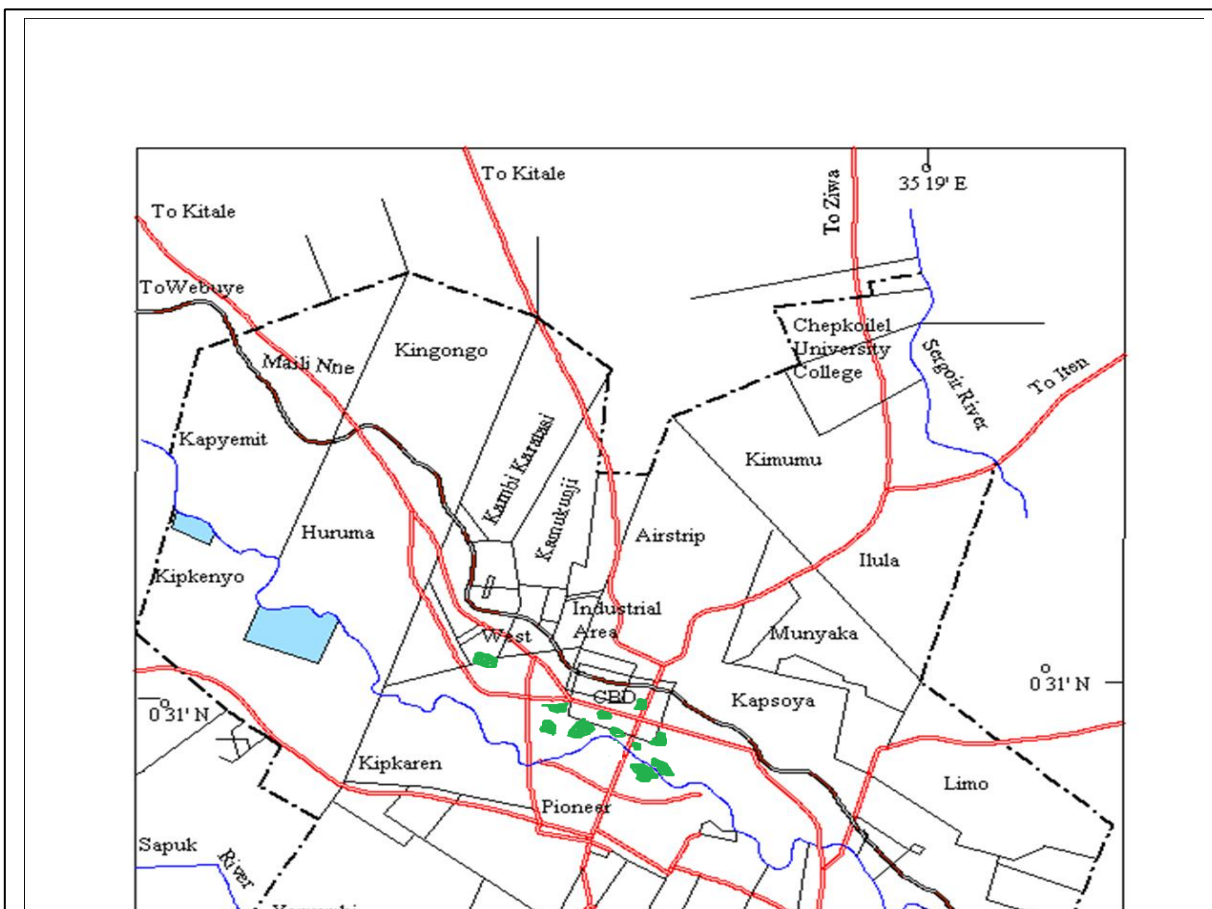 To Kitale
35 19' E
To Kitale
To Ziwa
ToWebuye
Chepkoilel
University
College
Kingongo
Maili Nne
Sergoit River
To Iten
Kapyemit
Kambi Karatasi
Kimumu
Kamukunji
Huruma
Airstrip
Ilula
Kipkenyo
Industrial
Area
West
Munyaka
0 31' N
CBD
Kapsoya
0 31' N
Kipkaren
Limo
Pioneer
Sapuk
River